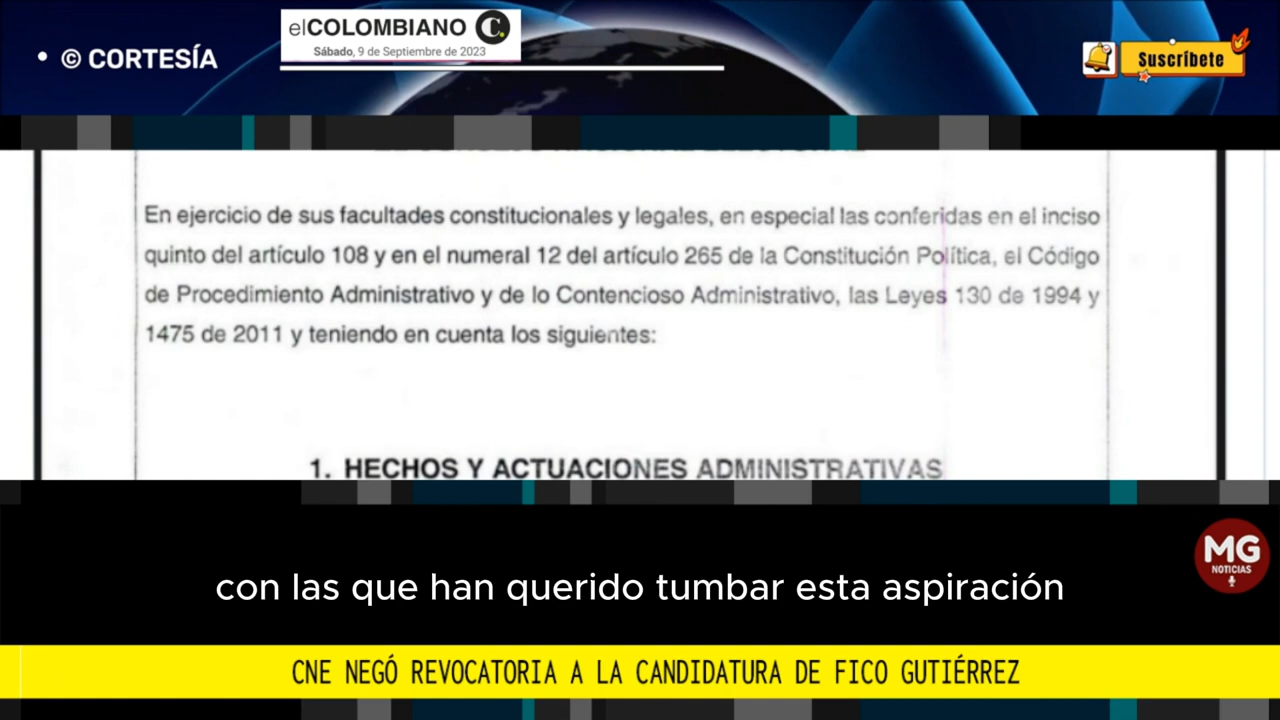 elCOLOMBIANO C.
Sábado, 9 de Septiembre de 2023
• © CORTESÍA
Suscríbete
En ejercicio de sus facultades constitucionales y legales, en especial las conferidas en el inciso
quinto del artículo 108 y en el numeral 12 del artículo 265 de la Constitución Política, el Código
de Procedimiento Administrativo y de lo Contencioso Administrativo, las Leyes 130 de 1994 y
1475 de 2011 y teniendo en cuenta los siguientes:
1. HECHOS Y ACTUACIONES ADMINISTRATIVAS
MG
NOTICIAS
con las que han querido tumbar esta aspiración
CNE NEGÓ REVOCATORIA A LA CANDIDATURA DE FICO GUTIÉRREZ